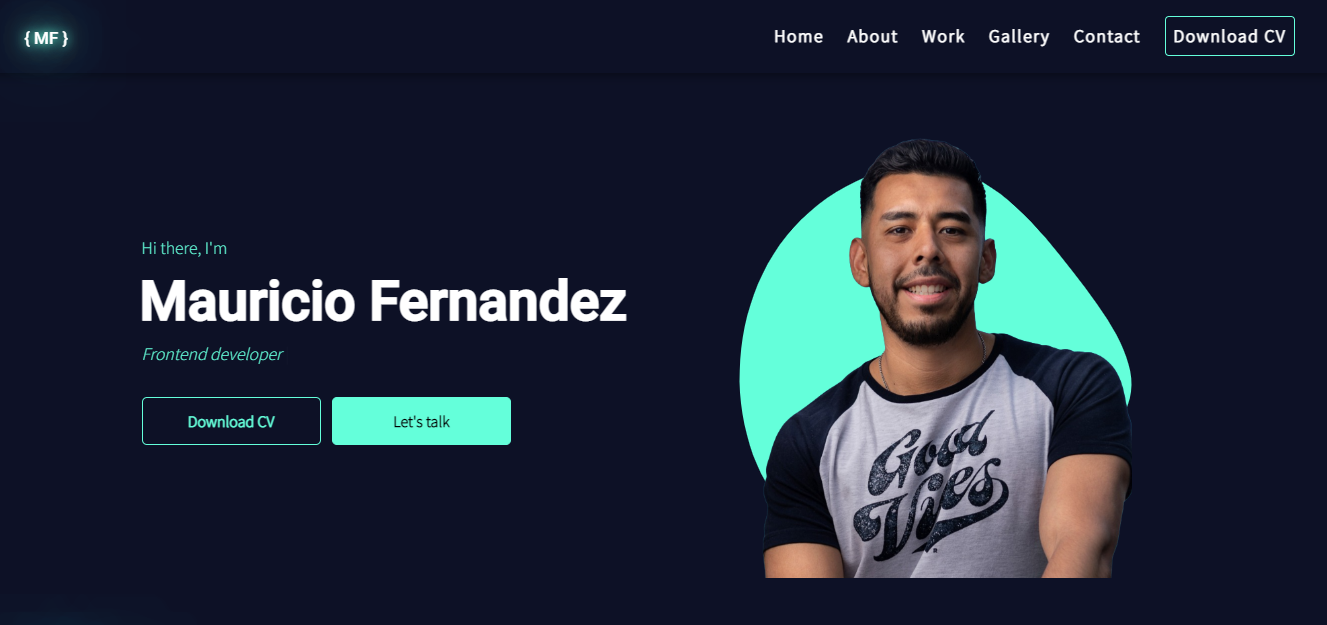 { MF }
Home About Work Gallery Contact Download CV
Hi there, I'm
Mauricio Fernandez
Frontend developer
Download CV Let's talk
Good
Vibes